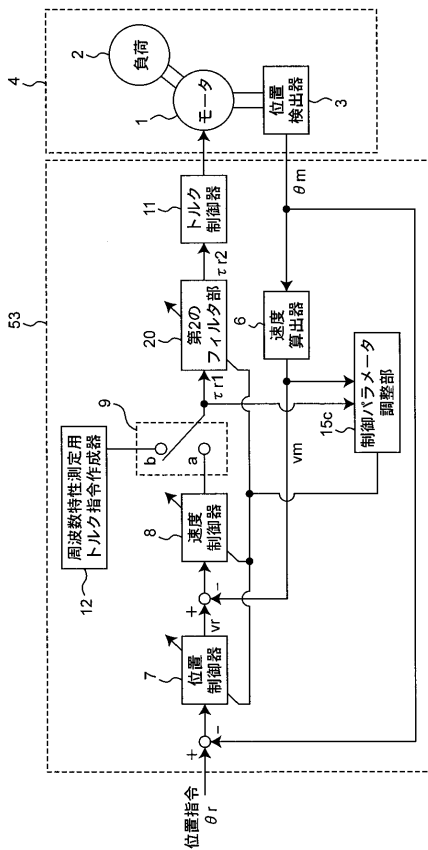 位置指令
θr
+
-
7
位置
制御器
vr
+
-
8
速度
制御器
12
周波数特性測定用
トルク指令作成器
9
b
a
τr1
20
第2の
フィルタ部
τr2
11
トルク
制御器
53
4
1
モータ
2
負荷
位置
検出器
3
θm
6
速度
算出器
vm
15c
制御パラメータ
調整部